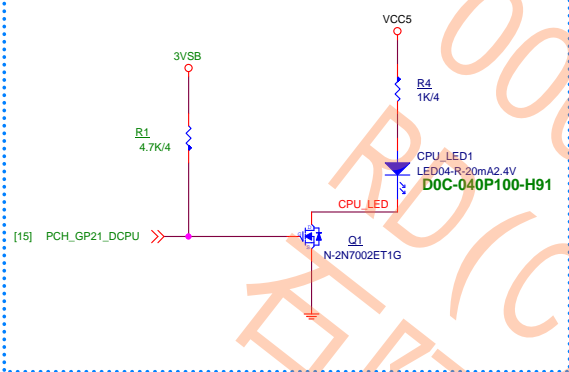 VCC5
3VSB
R4
1K/4
R1
4.7K/4
CPU_LED1
LED04-R-20mA2.4V
D0C-040P100-H91
CPU_LED
[15] PCH_GP21_DCPU
Q1
N-2N7002ET1G
RD(C